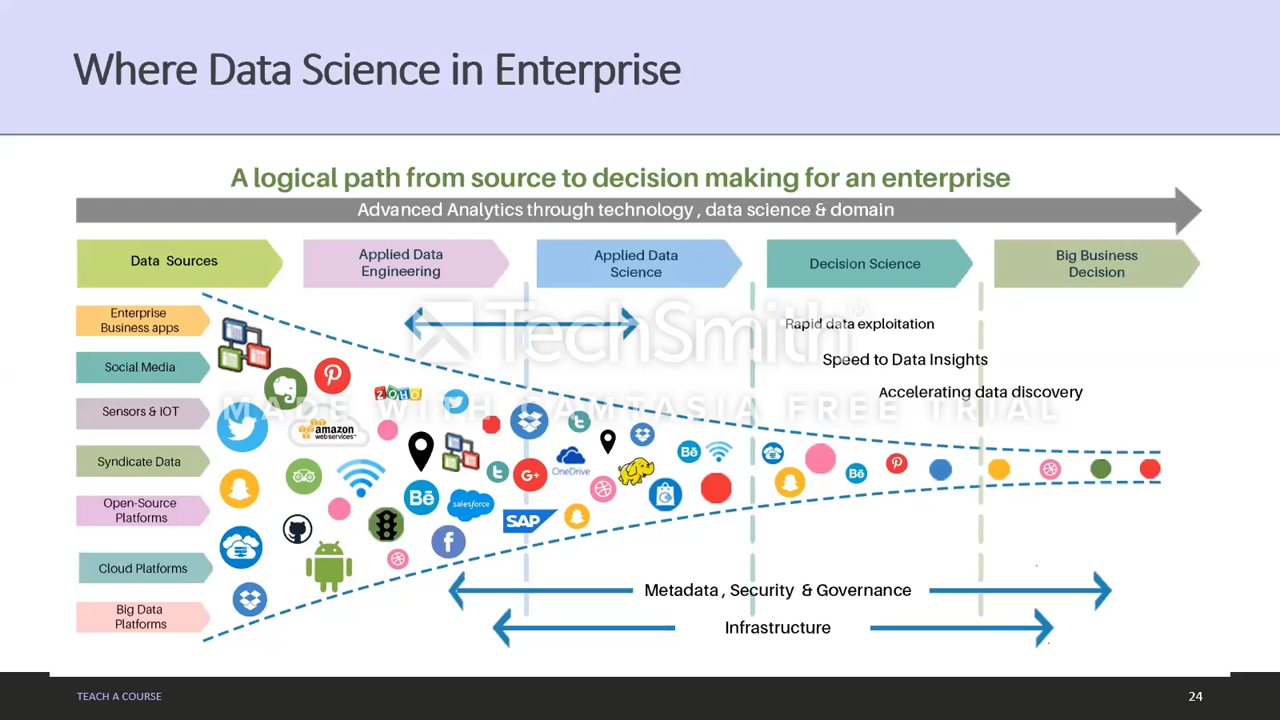 Where Data Science in Enterprise
A logical path from source to decision making for an enterprise
Advanced Analytics through technology , data science & domain
Data Sources
Applied Data
Engineering
Applied Data
Science
Decision Science
Big Business
Decision
Enterprise
Business apps
Social Media
Sensors & IOT
Syndicate Data
Open-Source
Platforms
Cloud Platforms
Big Data
Platforms
TechSmith®
MADE WITH CAMTASIA FREE TRIAL
Rapid data exploitation
Speed to Data Insights
Accelerating data discovery
ZOHO
amazon
webservices™
Bē
G+
OneDrive
salesforce
SAP
Bē
Bē
Metadata , Security & Governance
Infrastructure
TEACH A COURSE
24